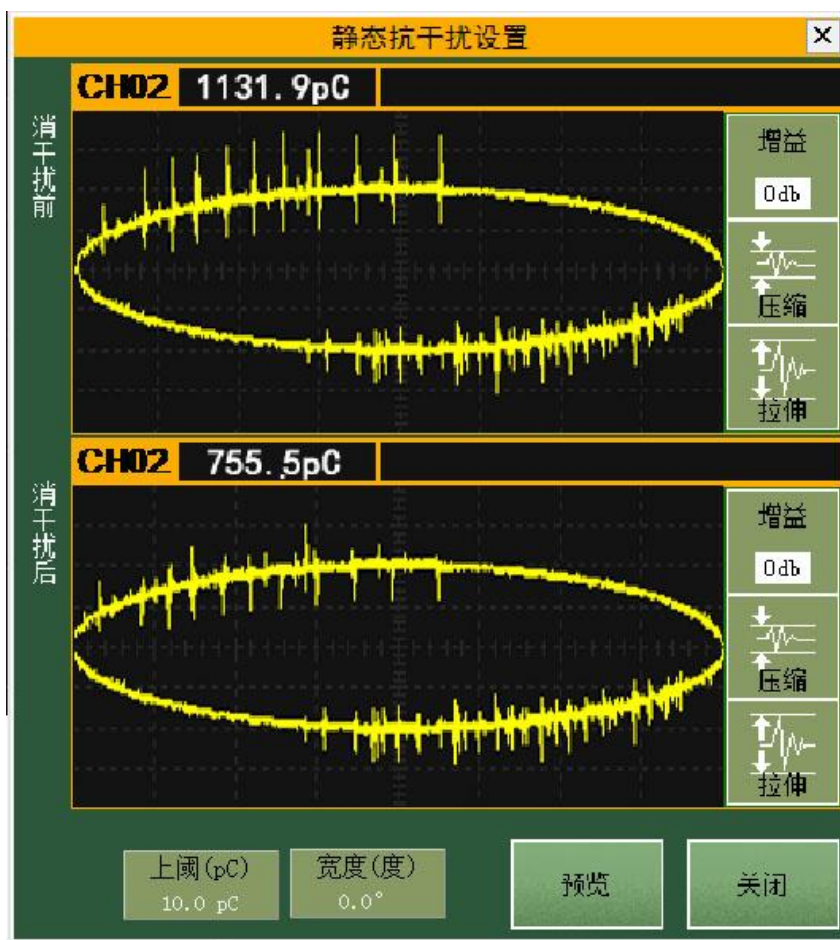 静态抗干扰设置
CH02 1131.9pC
消干扰前
增益
0db
压缩
拉伸
CH02 755.5pC
消干扰后
增益
0db
压缩
拉伸
上阈(pC)
10.0 pC
宽度(度)
0.0°
预览
关闭